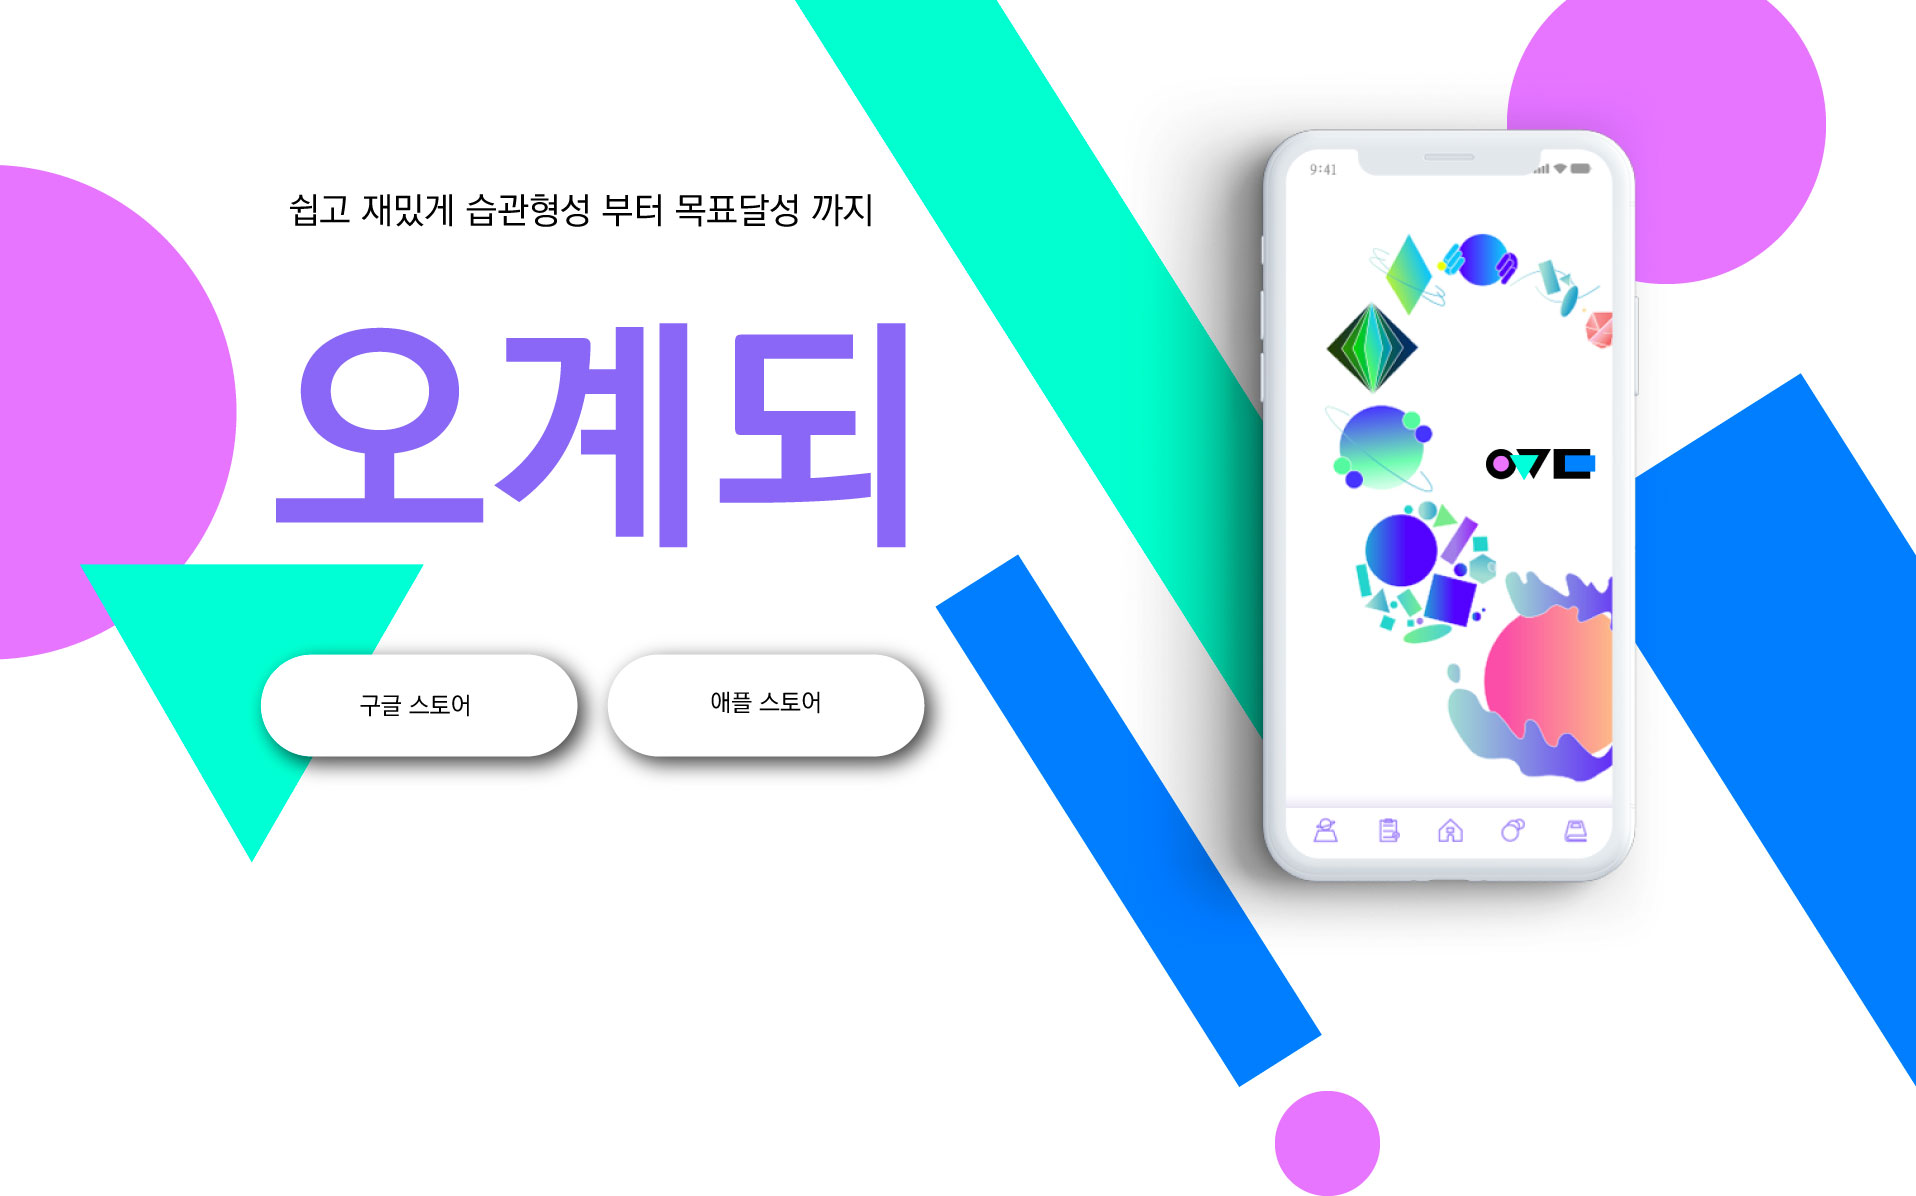 쉽고 재밌게 습관형성 부터 목표달성 까지
오계되
구글 스토어
애플 스토어
9:41